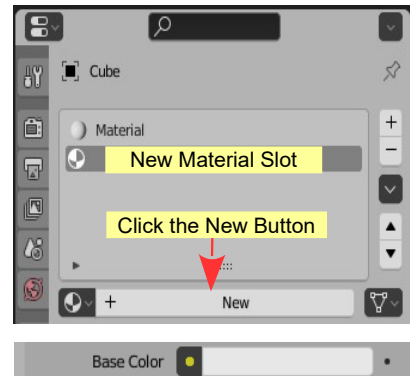 Cube
Material
New Material Slot
Click the New Button
+ New
Base Color